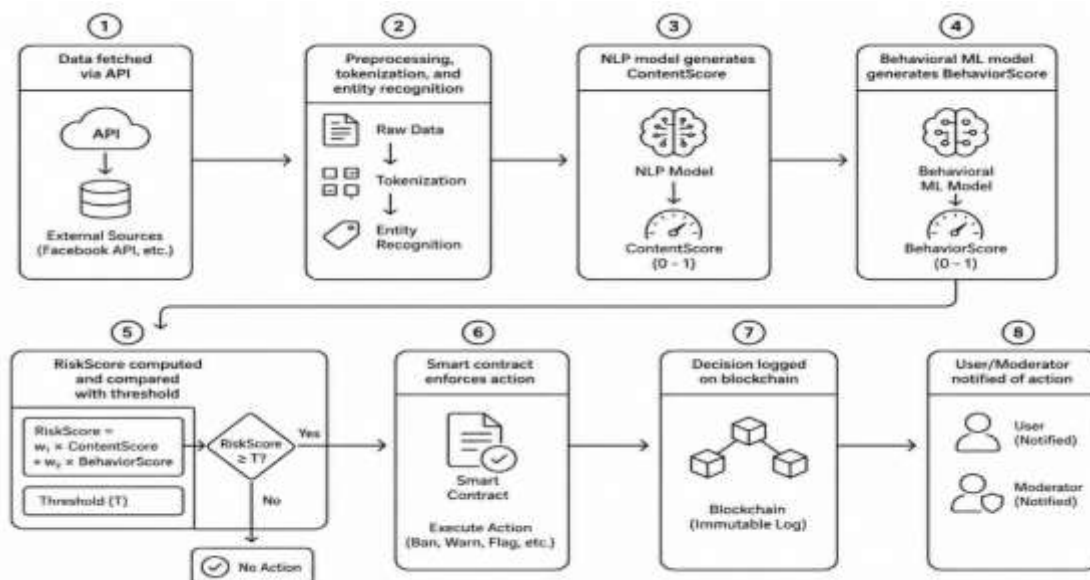 1
Data fetched
via API
API
External Sources
(Facebook API, etc.)
2
Preprocessing,
tokenization, and
entity recognition
Raw Data
Tokenization
Entity
Recognition
3
NLP model generates
ContentScore
NLP Model
ContentScore
(0 – 1)
4
Behavioral ML model
generates BehaviorScore
Behavioral
ML Model
BehaviorScore
(0 – 1)
5
RiskScore computed
and compared
with threshold
RiskScore =
w₁ × ContentScore
+ w₂ × BehaviorScore
Threshold (T)
RiskScore
≥ T?
Yes
No
No Action
6
Smart contract
enforces action
Smart
Contract
Execute Action
(Ban, Warn, Flag, etc.)
7
Decision logged
on blockchain
Blockchain
(Immutable Log)
8
User/Moderator
notified of action
User
(Notified)
Moderator
(Notified)